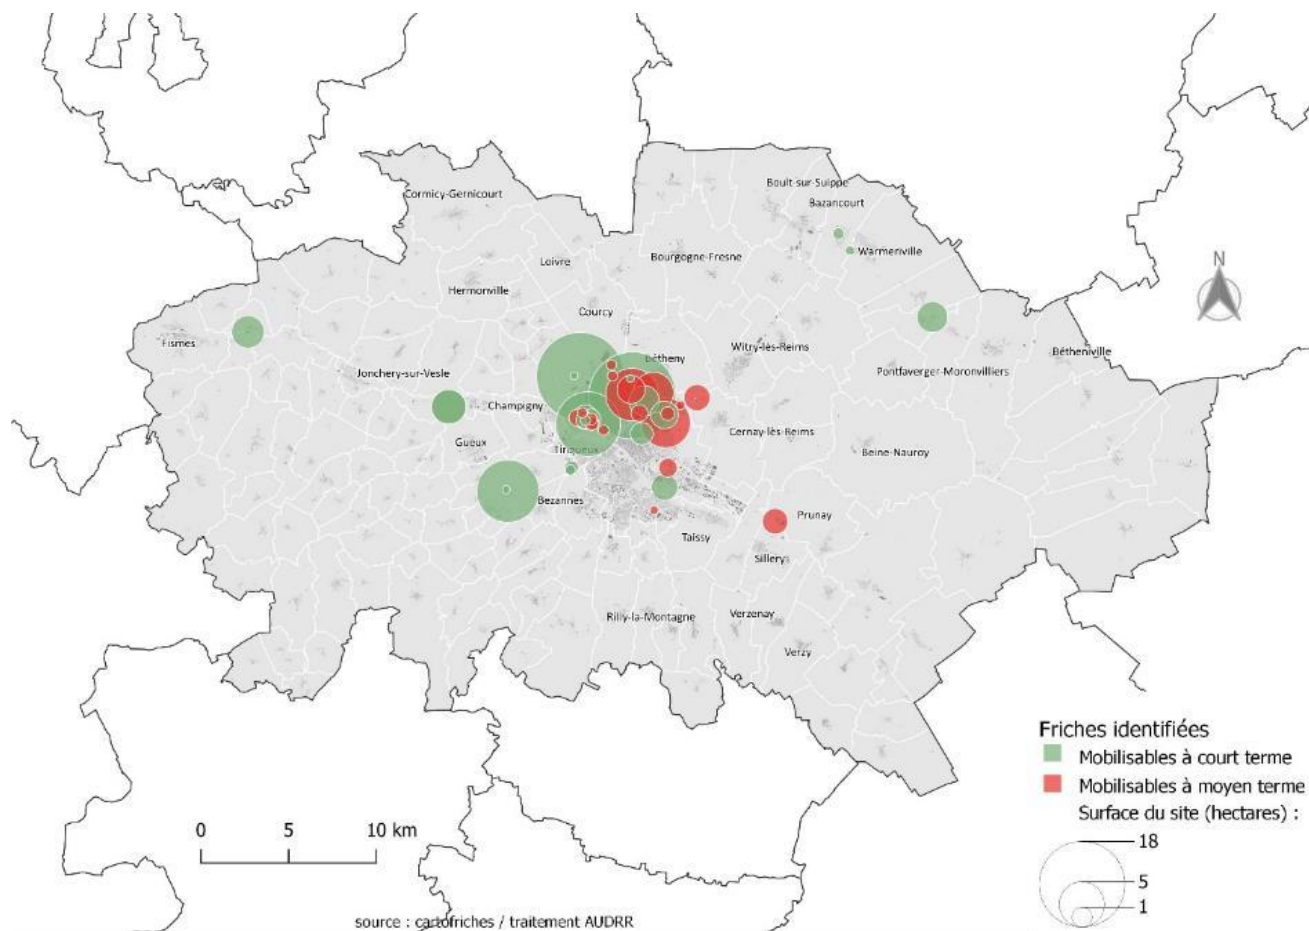 Boult-sur-Suippe
Cormicy-Gernicourt
Bazancourt
Warmeriville
N
Bourgogne-Fresne
Loivre
Hermonville
Courcy
Fismes
Witry-lès-Reims
Bétheny
Bétheniville
Jonchery-sur-Vesle
Pontfaverger-Moronvilliers
Champigny
Cernay-lès-Reims
Gueux
Tinqueux
Beine-Nauroy
Bezannes
Prunay
Taissy
Sillery
Rilly-la-Montagne
Verzenay
Verzy
Friches identifiées
Mobilisables à court terme
Mobilisables à moyen terme
Surface du site (hectares) :
18
5
1
0 5 10 km
source : cartofriches / traitement AUDRR